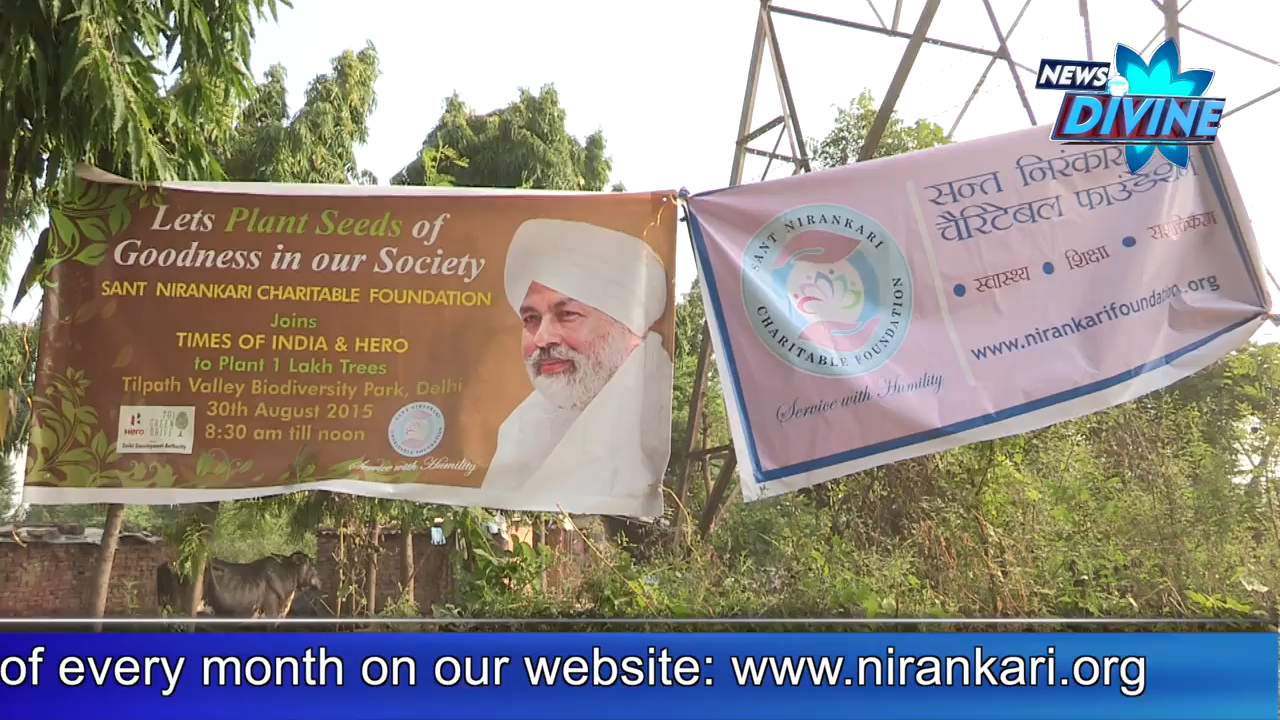 NEWS
DIVINE
Lets Plant Seeds of
Goodness in our Society
SANT NIRANKARI CHARITABLE FOUNDATION
Joins
TIMES OF INDIA & HERO
to Plant 1 Lakh Trees
Tilpath Valley Biodiversity Park, Delhi
30th August 2015
8:30 am till noon
Hero
Delhi Development Authority
Service with Humility
SANT NIRANKARI
CHARITABLE FOUNDATION
Service with Humility
सन्त निरंकारी
चैरिटेबल फाउंडेशन
• स्वास्थ्य • शिक्षा • सशक्तिकरण
www.nirankarifoundation.org
of every month on our website: www.nirankari.org